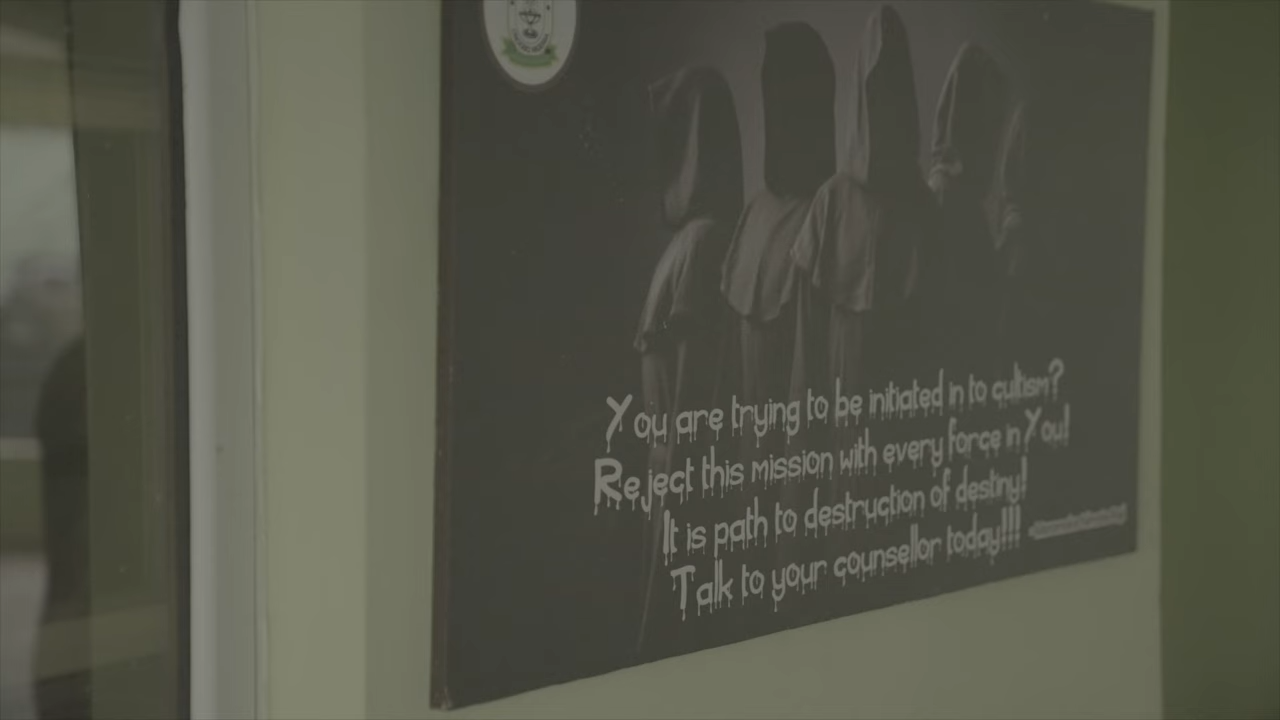 You are trying to be initiated in to cultism?
Reject this mission with every force in You!
It is path to destruction of destiny!
Talk to your counsellor today!!!